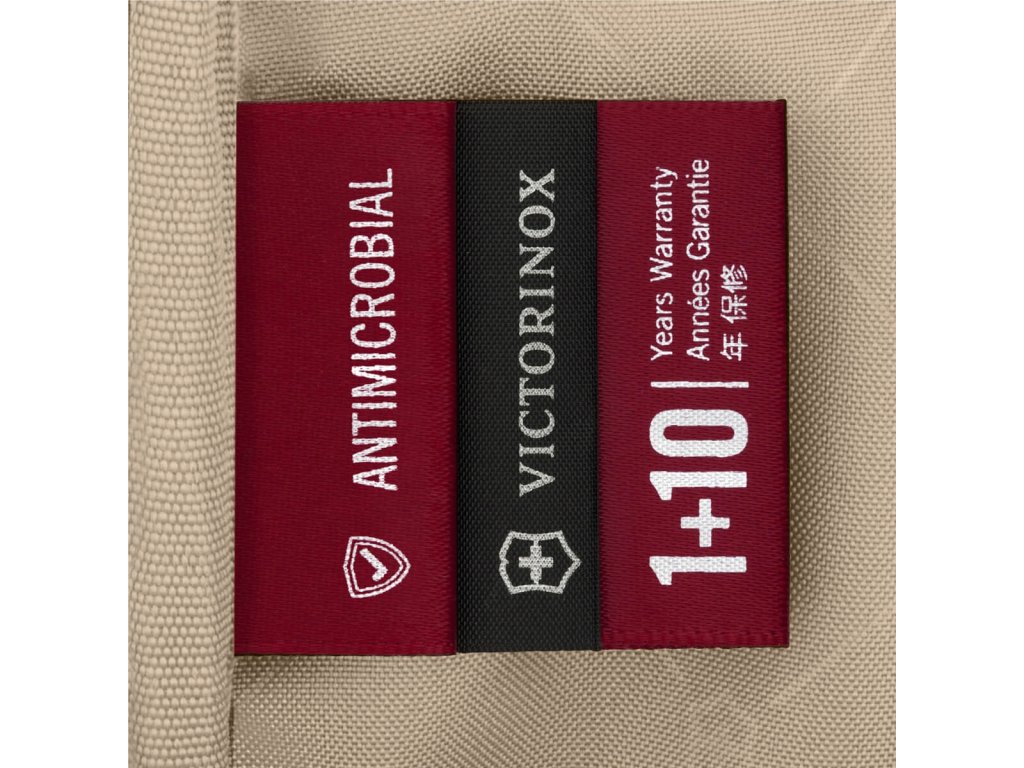 ANTIMICROBIAL
VICTORINOX
1+10
Years Warranty
Années Garantie
年 保修